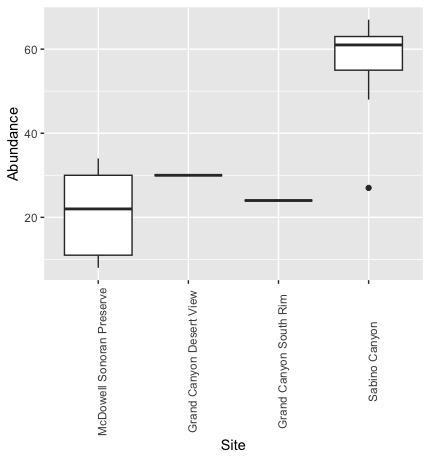 Abundance
60
40
20
McDowell Sonoran Preserve
Grand Canyon Desert View
Grand Canyon South Rim
Sabino Canyon
Site